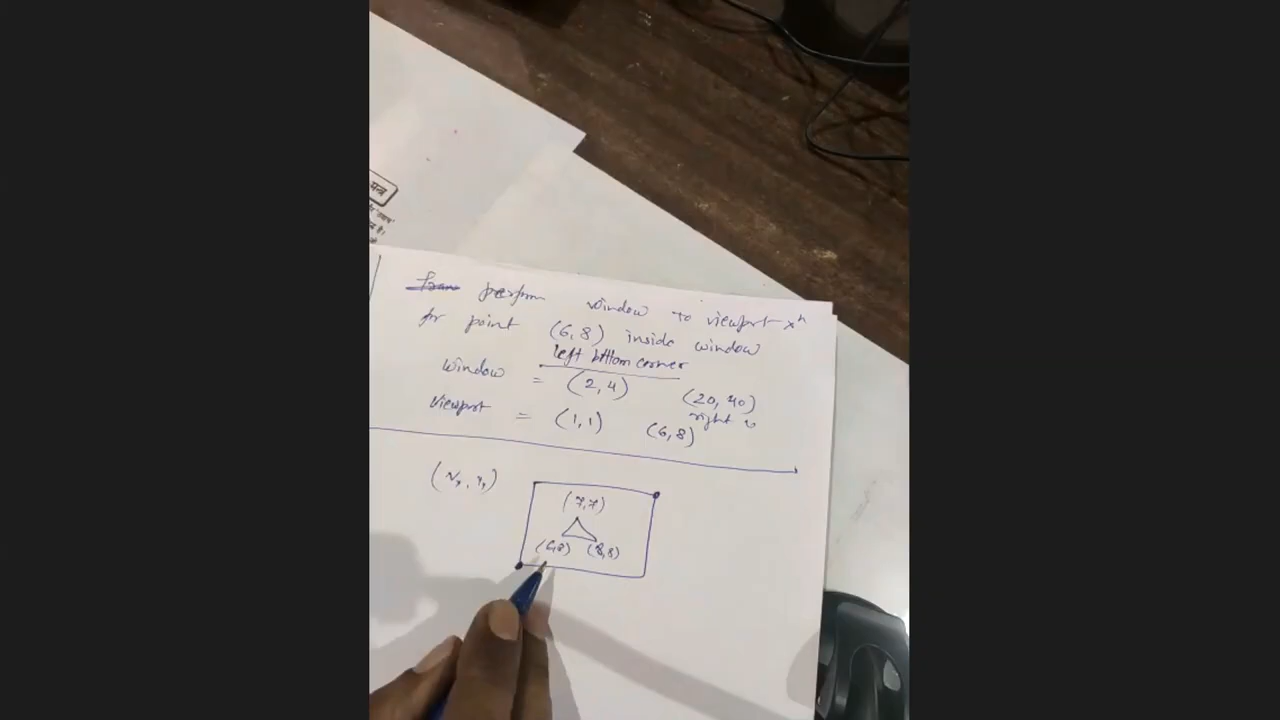 perform window to viewport xn
for point (6,8) inside window
left bottom corner
window = (2,4) (20,40)
right
viewport = (1,1) (6,8)
(7,7)
(6,8) (8,8)